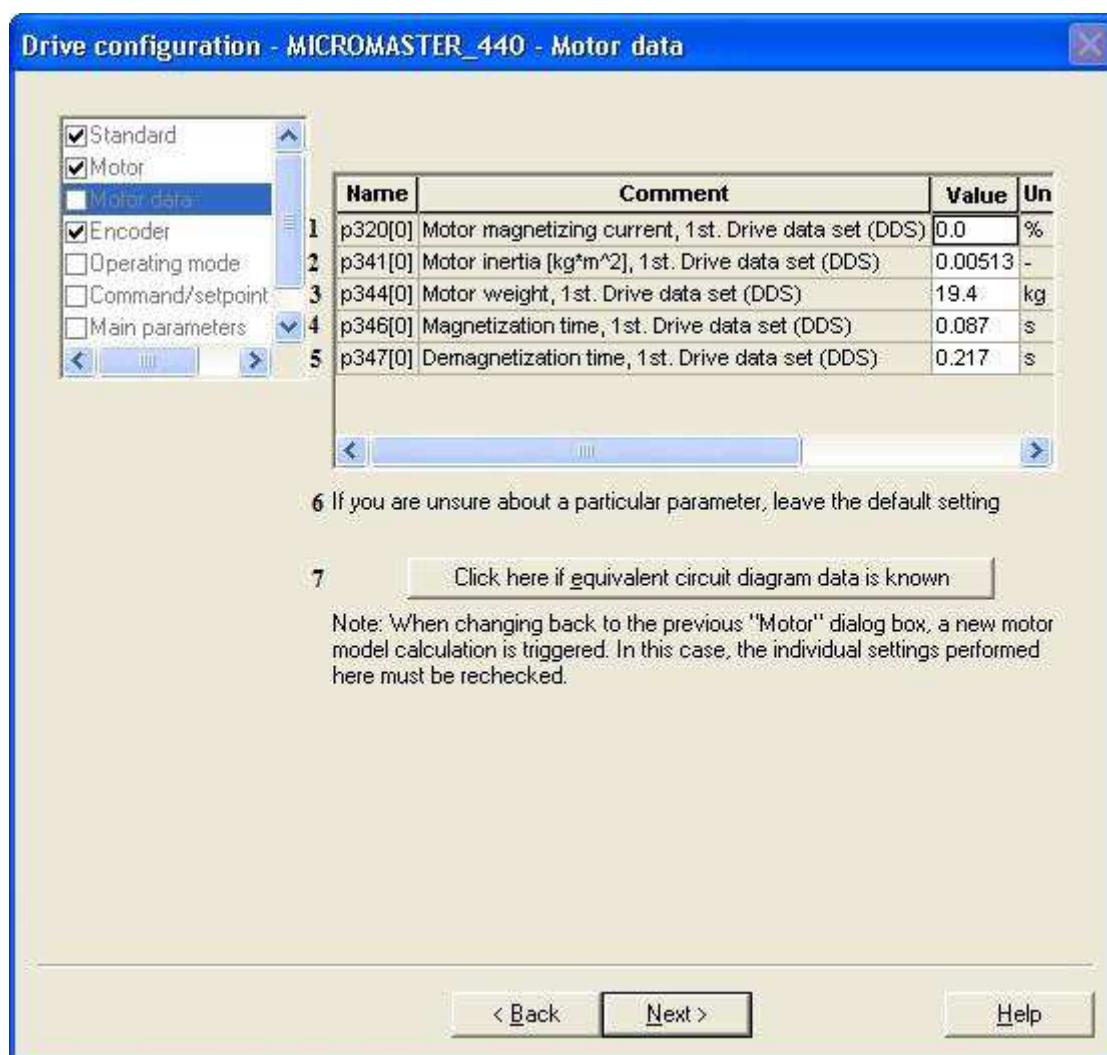 Drive configuration - MICROMASTER_440 - Motor data
Standard
Motor
Motor data
Encoder
Operating mode
Command/setpoint
Main parameters
Name Comment Value Un
1 p320[0] Motor magnetizing current, 1st. Drive data set (DDS) 0.0 %
2 p341[0] Motor inertia [kg*m^2], 1st. Drive data set (DDS) 0.00513 -
3 p344[0] Motor weight, 1st. Drive data set (DDS) 19.4 kg
4 p346[0] Magnetization time, 1st. Drive data set (DDS) 0.087 s
5 p347[0] Demagnetization time, 1st. Drive data set (DDS) 0.217 s
6 If you are unsure about a particular parameter, leave the default setting
7 Click here if equivalent circuit diagram data is known
Note: When changing back to the previous "Motor" dialog box, a new motor
model calculation is triggered. In this case, the individual settings performed
here must be rechecked.
< Back Next > Help